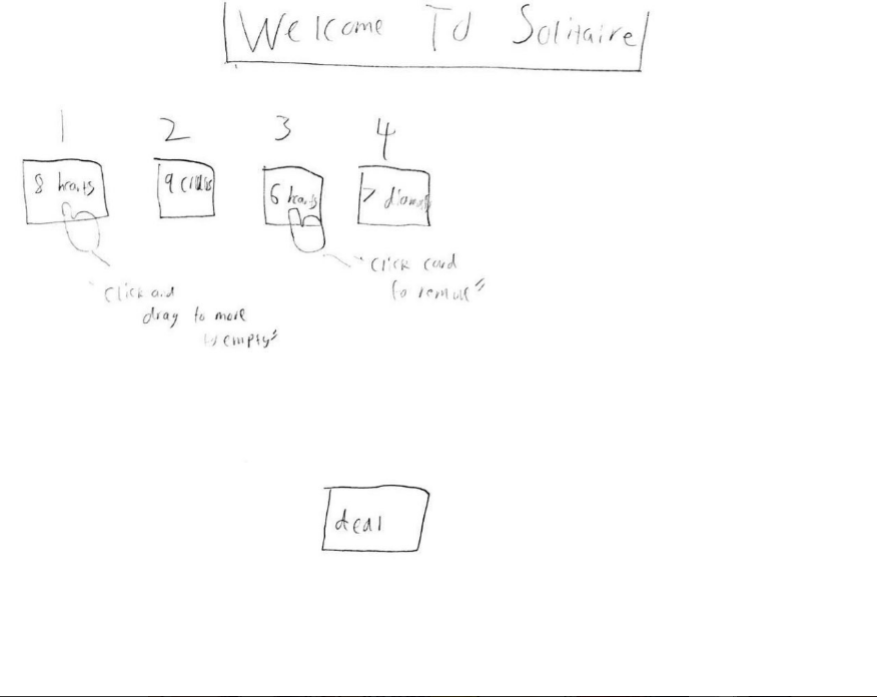 Welcome To Solitaire
1 2 3 4
8 hearts 9 clubs 6 hearts 7 diamonds
"click card
to remove"
"click and
drag to move
to empty"
deal